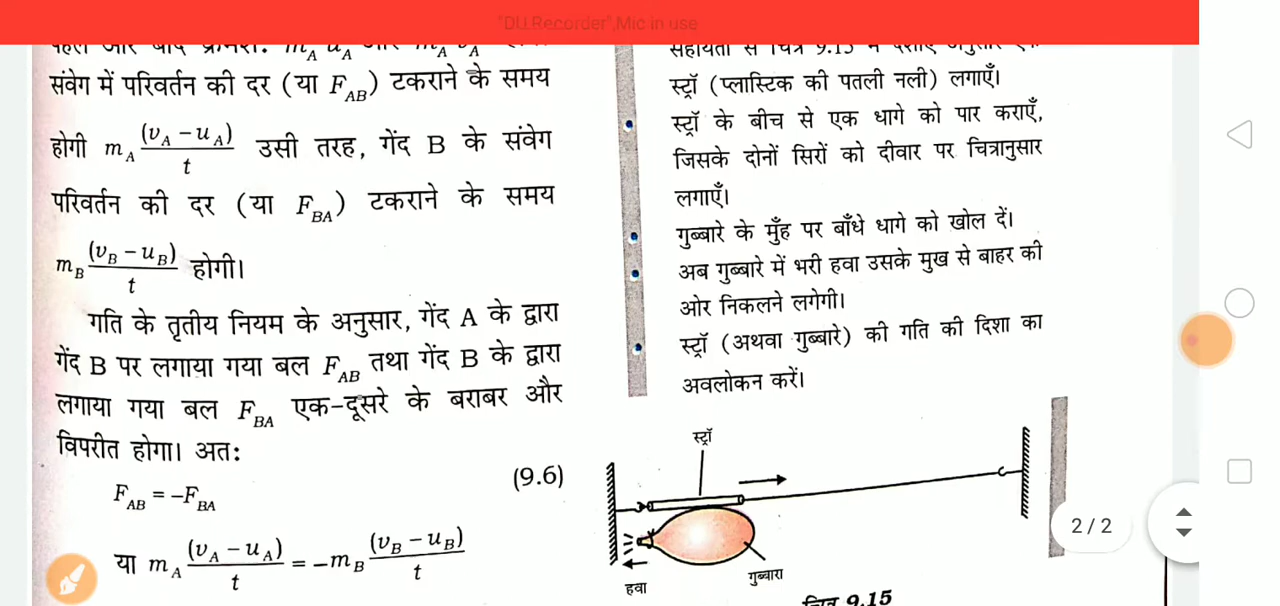 "DU Recorder",Mic in use
संवेग में परिवर्तन की दर (या F_AB) टकराने के समय
होगी m_A (υ_A – u_A)/t उसी तरह, गेंद B के संवेग
परिवर्तन की दर (या F_BA) टकराने के समय
m_B (υ_B – u_B)/t होगी।
गति के तृतीय नियम के अनुसार, गेंद A के द्वारा
गेंद B पर लगाया गया बल F_AB तथा गेंद B के द्वारा
लगाया गया बल F_BA एक-दूसरे के बराबर और
विपरीत होगा। अत:
F_AB = –F_BA (9.6)
या m_A (υ_A – u_A)/t = –m_B (υ_B – u_B)/t
स्ट्रॉ (प्लास्टिक की पतली नली) लगाएँ।
स्ट्रॉ के बीच से एक धागे को पार कराएँ,
जिसके दोनों सिरों को दीवार पर चित्रानुसार
लगाएँ।
गुब्बारे के मुँह पर बाँधे धागे को खोल दें।
अब गुब्बारे में भरी हवा उसके मुख से बाहर की
ओर निकलने लगेगी।
स्ट्रॉ (अथवा गुब्बारे) की गति की दिशा का
अवलोकन करें।
स्ट्रॉ
हवा
गुब्बारा
चित्र 9.15
2 / 2